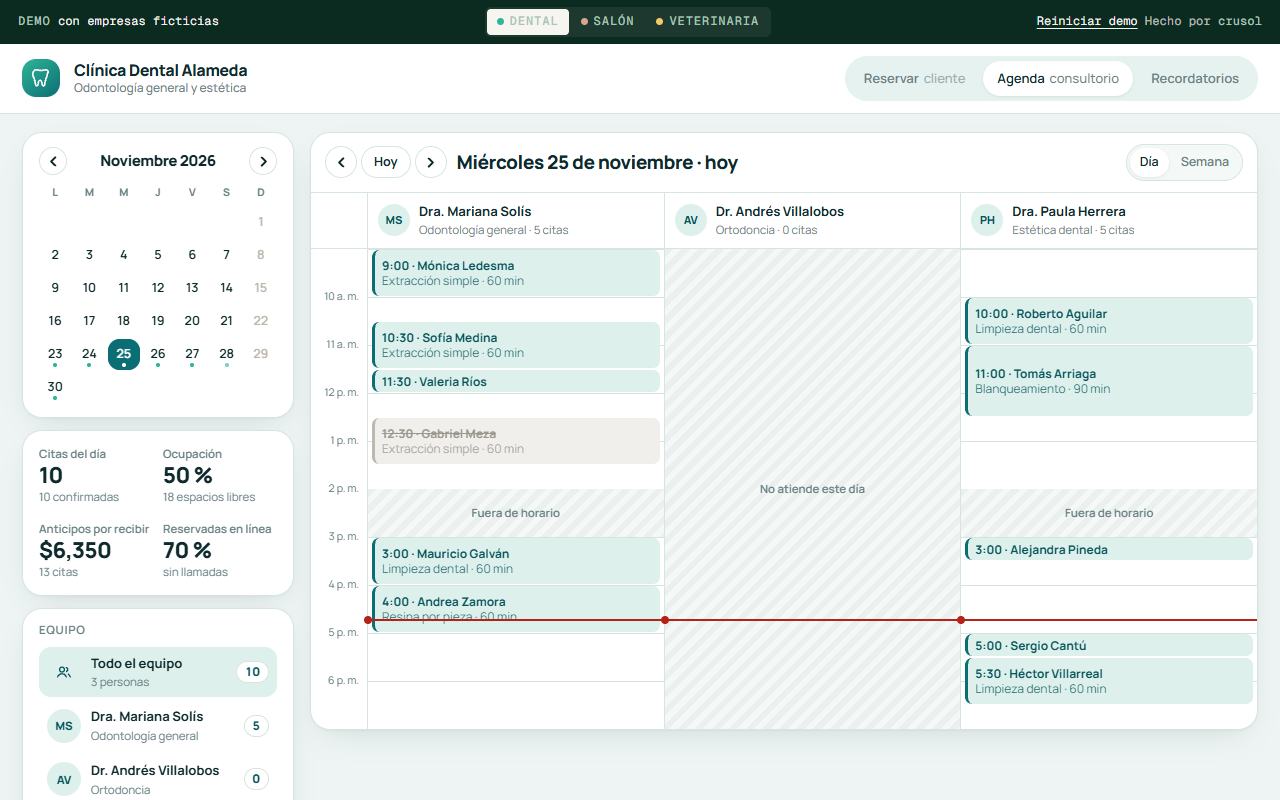 DEMO con empresas ficticias
DENTAL
SALÓN
VETERINARIA
Reiniciar demo
Hecho por crusol
Clínica Dental Alameda
Odontología general y estética
Reservar cliente
Agenda consultorio
Recordatorios
Noviembre 2026
L M M J V S D
1
2 3 4 5 6 7 8
9 10 11 12 13 14 15
16 17 18 19 20 21 22
23 24 25 26 27 28 29
30
Citas del día
10
10 confirmadas
Ocupación
50 %
18 espacios libres
Anticipos por recibir
$6,350
13 citas
Reservadas en línea
70 %
sin llamadas
EQUIPO
Todo el equipo
3 personas
10
MS
Dra. Mariana Solís
Odontología general
5
AV
Dr. Andrés Villalobos
Ortodoncia
0
Hoy
Miércoles 25 de noviembre · hoy
Día
Semana
MS
Dra. Mariana Solís
Odontología general · 5 citas
AV
Dr. Andrés Villalobos
Ortodoncia · 0 citas
PH
Dra. Paula Herrera
Estética dental · 5 citas
10 a. m.
11 a. m.
12 p. m.
1 p. m.
2 p. m.
3 p. m.
4 p. m.
5 p. m.
6 p. m.
9:00 · Mónica Ledesma
Extracción simple · 60 min
10:30 · Sofía Medina
Extracción simple · 60 min
11:30 · Valeria Ríos
12:30 · Gabriel Meza
Extracción simple · 60 min
Fuera de horario
3:00 · Mauricio Galván
Limpieza dental · 60 min
4:00 · Andrea Zamora
Resina por pieza · 60 min
No atiende este día
10:00 · Roberto Aguilar
Limpieza dental · 60 min
11:00 · Tomás Arriaga
Blanqueamiento · 90 min
Fuera de horario
3:00 · Alejandra Pineda
5:00 · Sergio Cantú
5:30 · Héctor Villarreal
Limpieza dental · 60 min